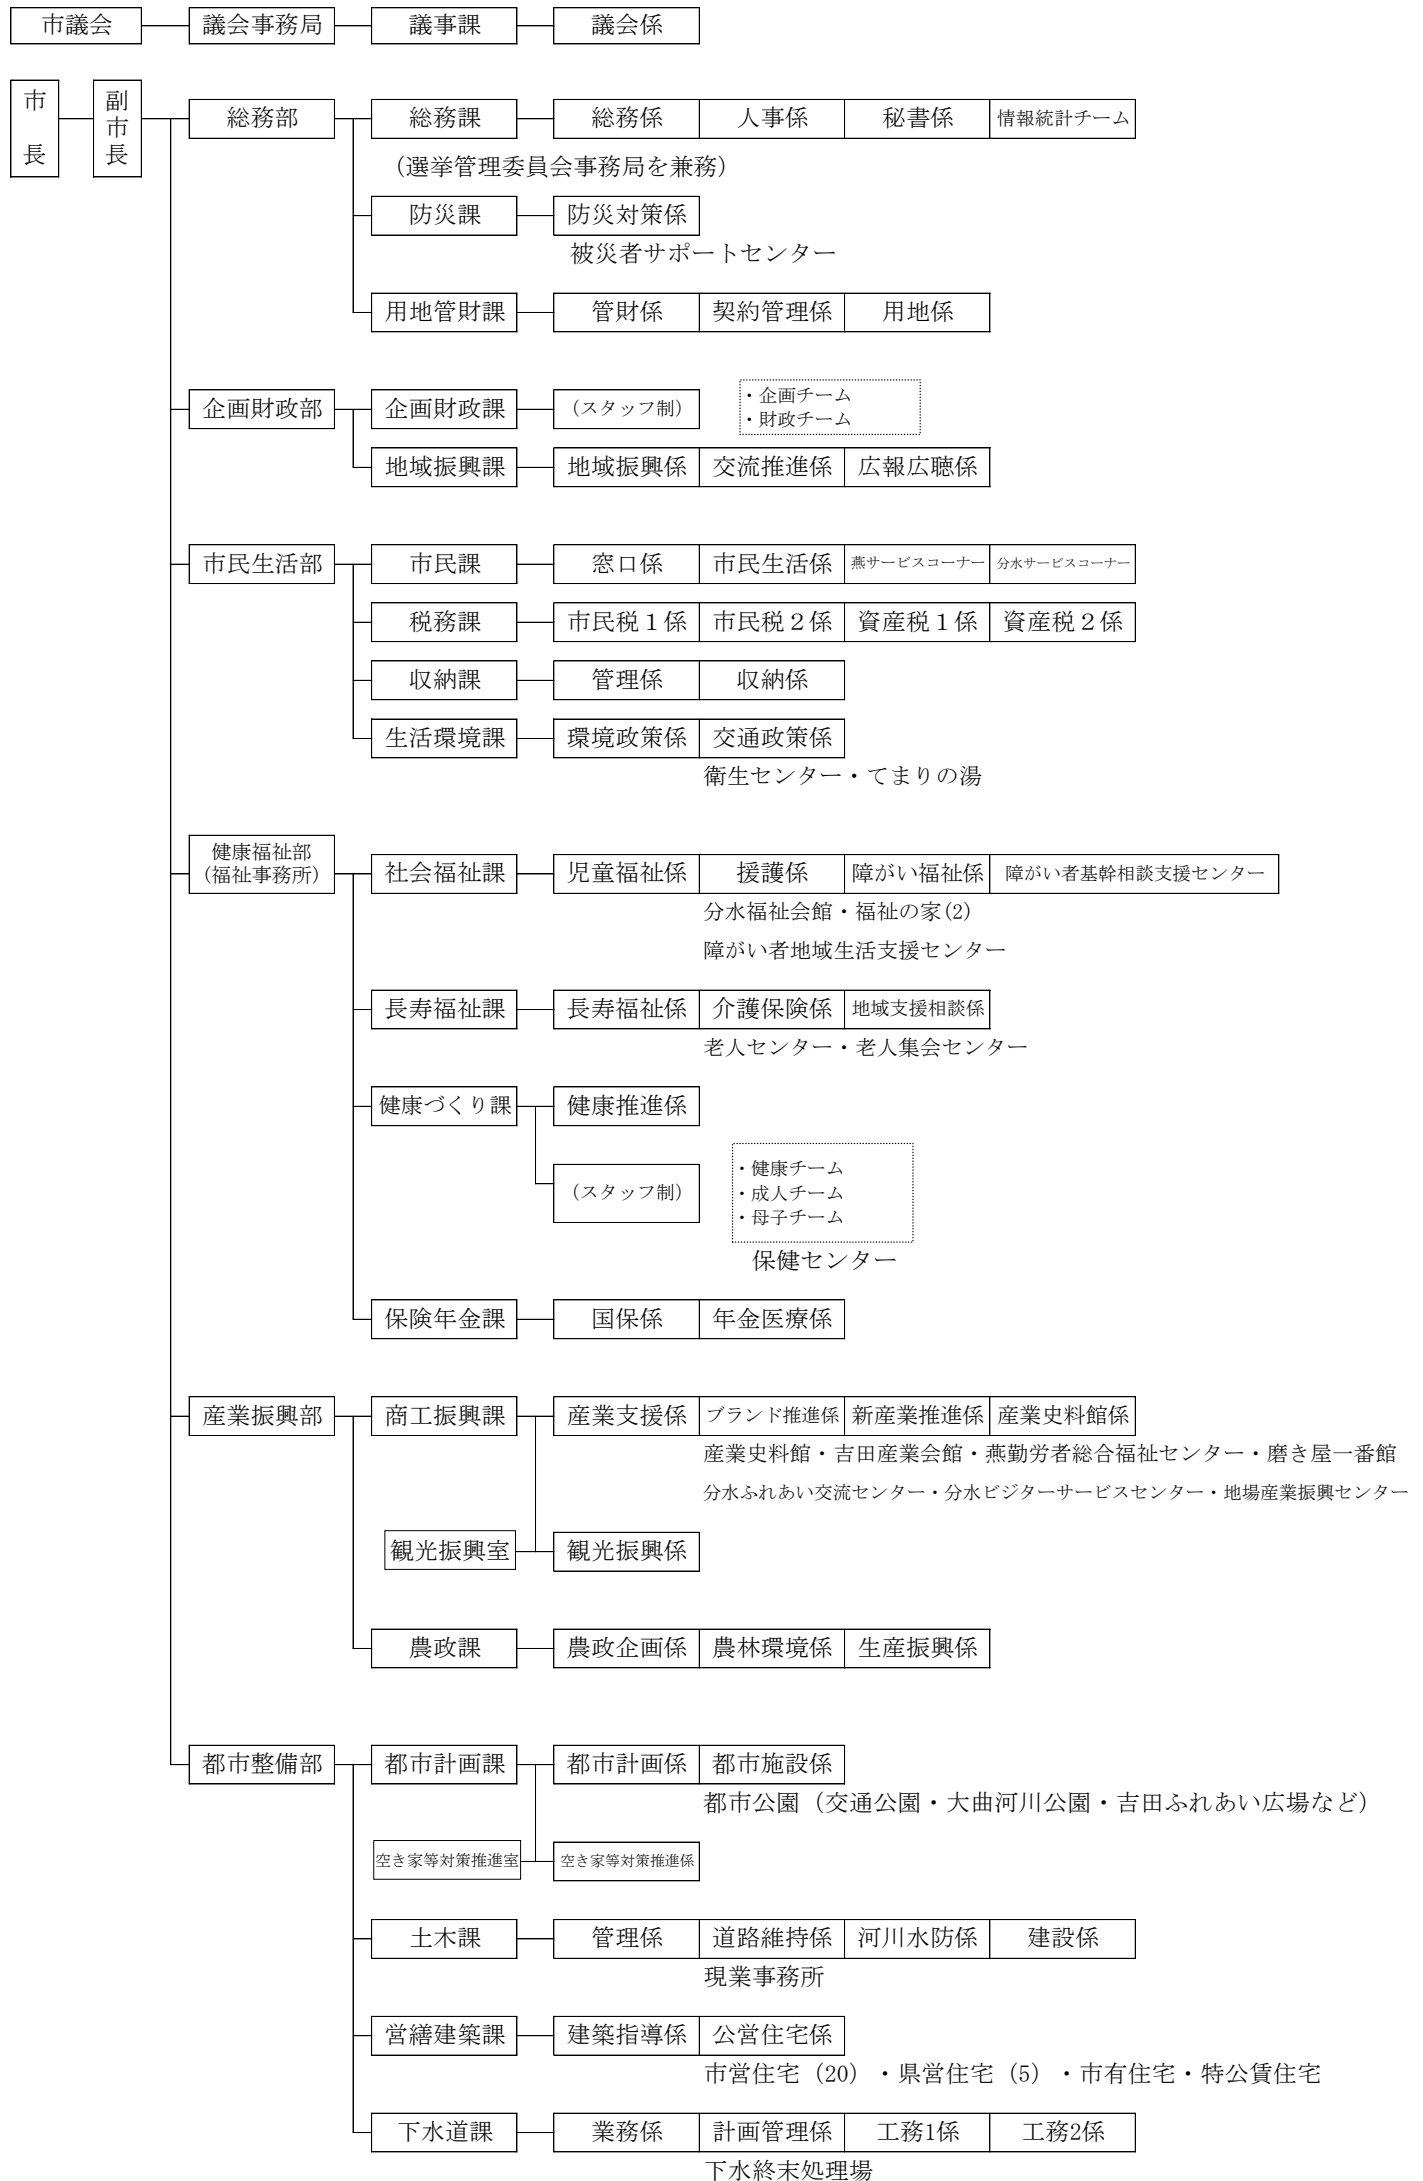 市議会 議会事務局 議事課 議会係
市長 副市長 総務部 総務課 総務係 人事係 秘書係 情報統計チーム
（選挙管理委員会事務局を兼務）
防災課 防災対策係
被災者サポートセンター
用地管財課 管財係 契約管理係 用地係
企画財政部 企画財政課 （スタッフ制）
・企画チーム
・財政チーム
地域振興課 地域振興係 交流推進係 広報広聴係
市民生活部 市民課 窓口係 市民生活係 燕サービスコーナー 分水サービスコーナー
税務課 市民税１係 市民税２係 資産税１係 資産税２係
収納課 管理係 収納係
生活環境課 環境政策係 交通政策係
衛生センター・てまりの湯
健康福祉部
（福祉事務所）
社会福祉課 児童福祉係 援護係 障がい福祉係 障がい者基幹相談支援センター
分水福祉会館・福祉の家(2)
障がい者地域生活支援センター
長寿福祉課 長寿福祉係 介護保険係 地域支援相談係
老人センター・老人集会センター
健康づくり課 健康推進係
（スタッフ制）
・健康チーム
・成人チーム
・母子チーム
保健センター
保険年金課 国保係 年金医療係
産業振興部 商工振興課 産業支援係 ブランド推進係 新産業推進係 産業史料館係
産業史料館・吉田産業会館・燕勤労者総合福祉センター・磨き屋一番館
分水ふれあい交流センター・分水ビジターサービスセンター・地場産業振興センター
観光振興室 観光振興係
農政課 農政企画係 農林環境係 生産振興係
都市整備部 都市計画課 都市計画係 都市施設係
都市公園（交通公園・大曲河川公園・吉田ふれあい広場など）
空き家等対策推進室 空き家等対策推進係
土木課 管理係 道路維持係 河川水防係 建設係
現業事務所
営繕建築課 建築指導係 公営住宅係
市営住宅（20）・県営住宅（5）・市有住宅・特公賃住宅
下水道課 業務係 計画管理係 工務1係 工務2係
下水終末処理場